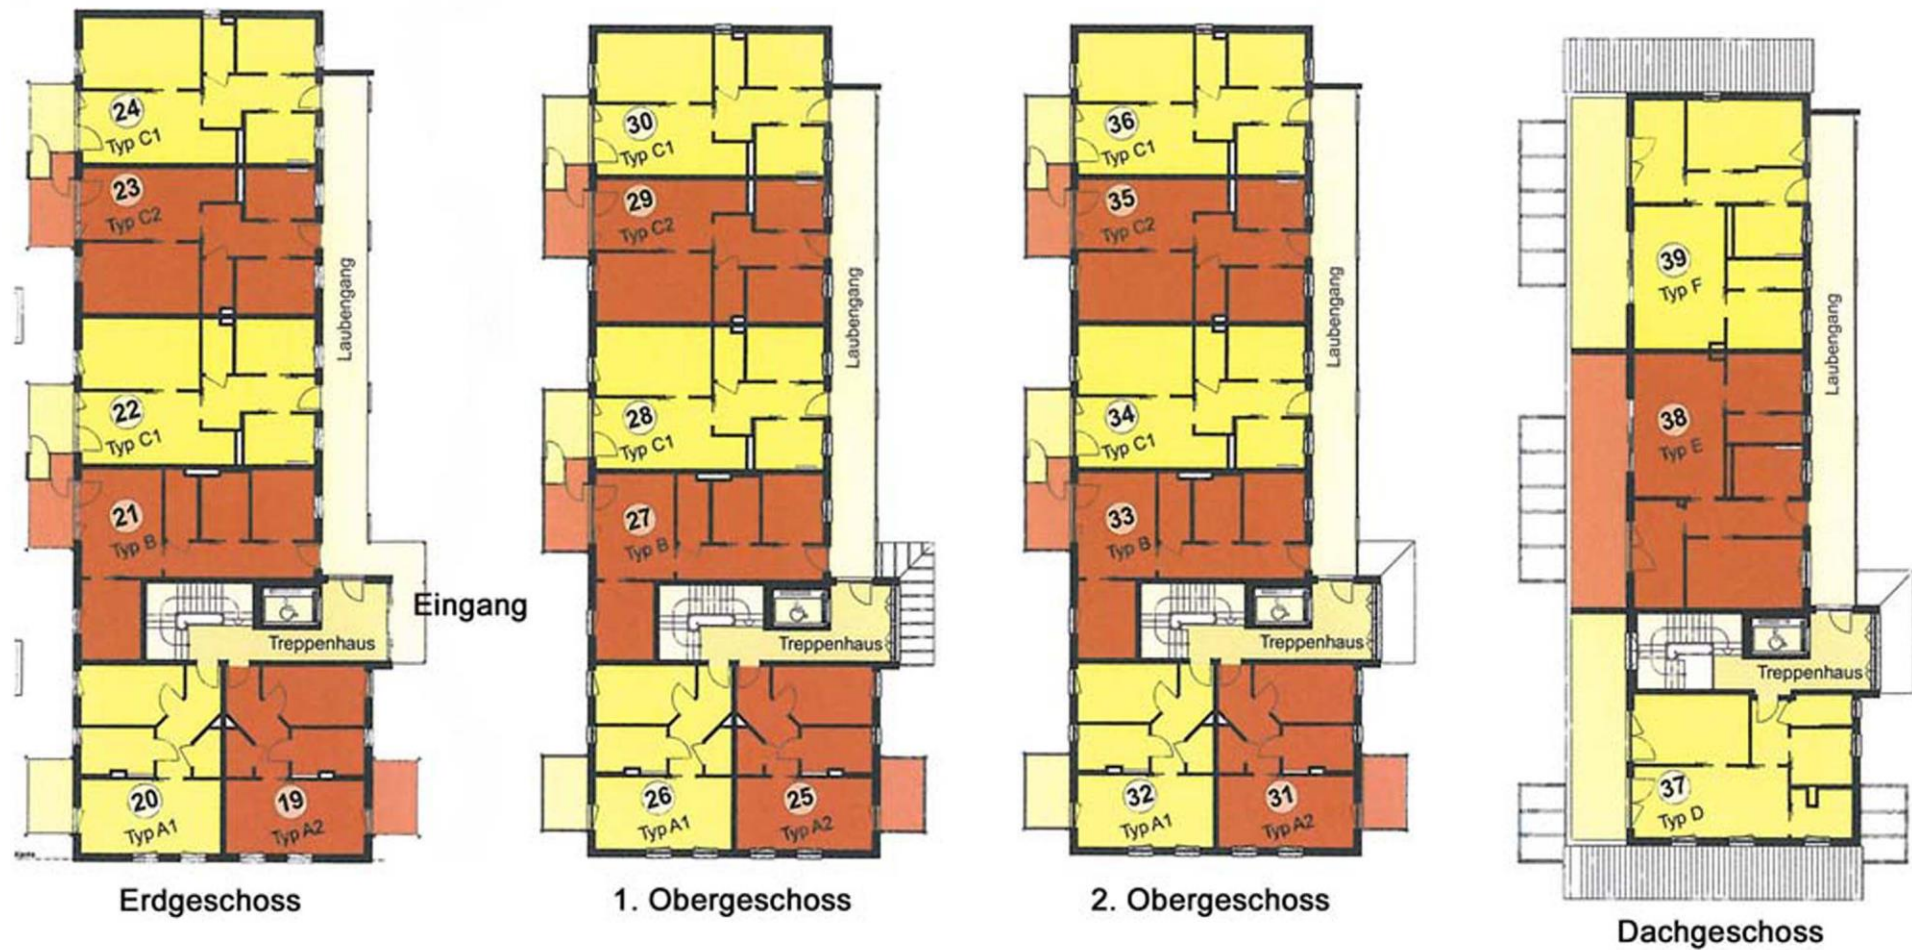 24
Typ C1
23
Typ C2
22
Typ C1
21
Typ B
20
Typ A1
19
Typ A2
Laubengang
Eingang
Treppenhaus
Erdgeschoss
30
Typ C1
29
Typ C2
28
Typ C1
27
Typ B
26
Typ A1
25
Typ A2
Laubengang
Treppenhaus
1. Obergeschoss
36
Typ C1
35
Typ C2
34
Typ C1
33
Typ B
32
Typ A1
31
Typ A2
Laubengang
Treppenhaus
2. Obergeschoss
39
Typ F
38
Typ E
37
Typ D
Laubengang
Treppenhaus
Dachgeschoss